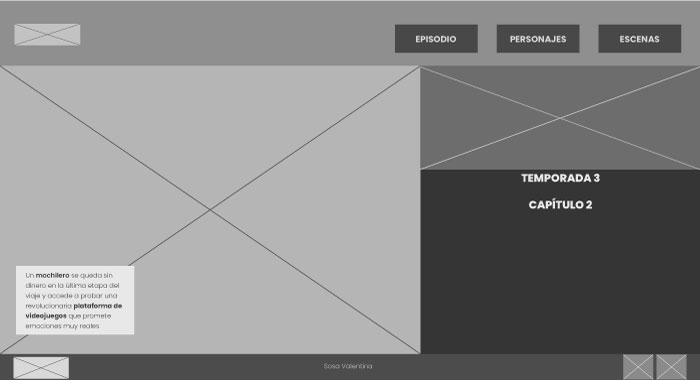 EPISODIO
PERSONAJES
ESCENAS
TEMPORADA 3
CAPÍTULO 2
Un mochilero se queda sin
dinero en la última etapa del
viaje y accede a probar una
revolucionaria plataforma de
videojuegos que promete
emociones muy reales
Sosa Valentina